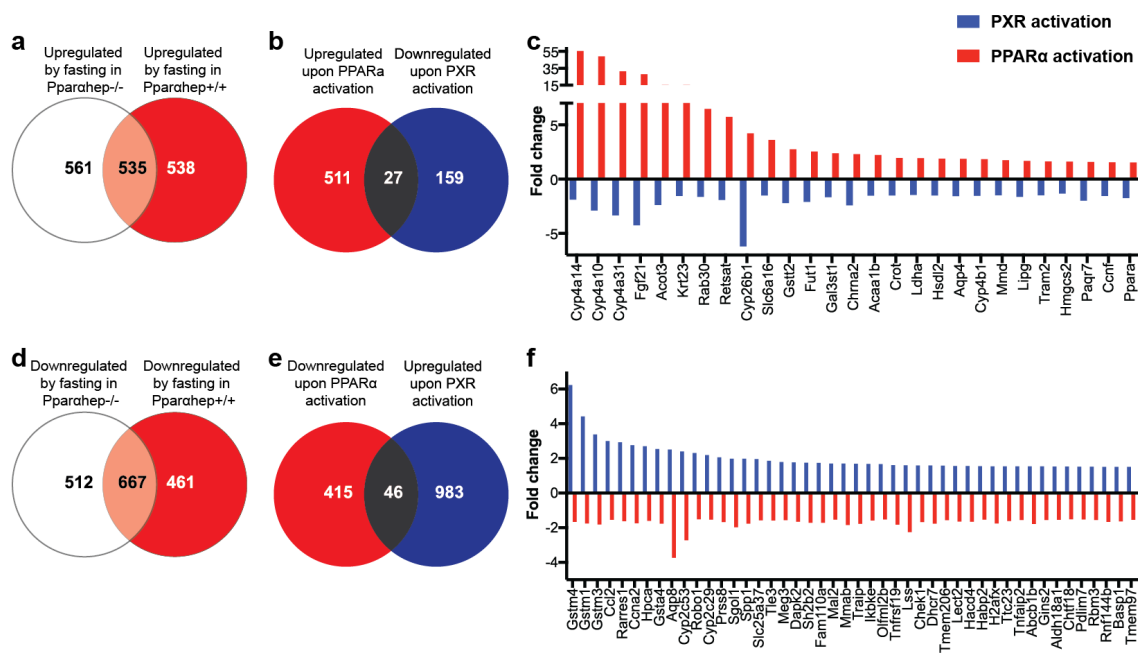 PXR activation
PPARα activation
a
Upregulated
by fasting in
Pparαhep-/-
Upregulated
by fasting in
Pparαhep+/+
561
535
538
b
Upregulated
upon PPARa
activation
Downregulated
upon PXR
activation
511
27
159
c
Fold change
55
35
15
5
0
-5
Cyp4a14
Cyp4a10
Cyp4a31
Fgf21
Acot3
Krt23
Rab30
Retsat
Cyp26b1
Slc6a16
Gstt2
Fut1
Gal3st1
Chrna2
Acaa1b
Crot
Ldha
Hsdl2
Aqp4
Cyp4b1
Mmd
Lipg
Tram2
Hmgcs2
Paqr7
Ccnf
Ppara
d
Downregulated
by fasting in
Pparαhep-/-
Downregulated
by fasting in
Pparαhep+/+
512
667
461
e
Downregulated
upon PPARα
activation
Upregulated
upon PXR
activation
415
46
983
f
Fold change
6
4
2
0
-2
-4
Gstm4
Gstm1
Gstm3
Ccl2
Rarres1
Ccna2
Hpca
Gsta4
Aqp8
Cyp2c53
Robo1
Cyp2c29
Prss8
Sgol1
Spp1
Slc25a37
Tle3
Meg3
Dapk2
Sh2b2
Fam110a
Mal2
Mmab
Traip
Ikbke
Olfml2b
Tnfrsf19
Lss
Chek1
Dhcr7
Tmem206
Lect2
Hacd4
Habp2
H2afx
Ttc23
Tnfaip2
Abcb1b
Gins2
Aldh18a1
Chtf18
Pdlim7
Rbm3
Rnf144b
Basp1
Tmem97